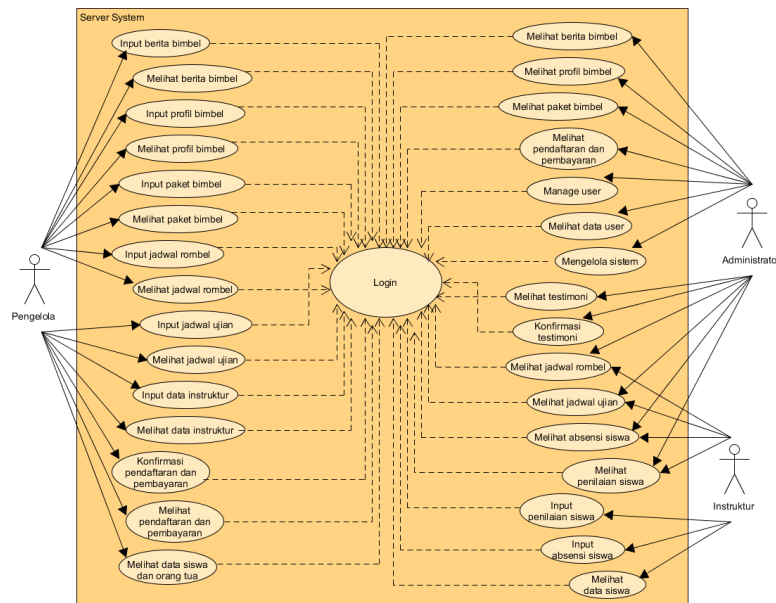 Server System
Input berita bimbel
Melihat berita bimbel
Input profil bimbel
Melihat profil bimbel
Input paket bimbel
Melihat paket bimbel
Input jadwal rombel
Melihat jadwal rombel
Input jadwal ujian
Melihat jadwal ujian
Input data instruktur
Melihat data instruktur
Konfirmasi
pendaftaran dan
pembayaran
Melihat
pendaftaran dan
pembayaran
Melihat data siswa
dan orang tua
Pengelola
Login
Melihat berita bimbel
Melihat profil bimbel
Melihat paket bimbel
Melihat
pendaftaran dan
pembayaran
Manage user
Melihat data user
Mengelola sistem
Melihat testimoni
Konfirmasi
testimoni
Melihat jadwal rombel
Melihat jadwal ujian
Melihat absensi siswa
Melihat
penilaian siswa
Input
penilaian siswa
Input
absensi siswa
Melihat
data siswa
Administrato
Instruktur